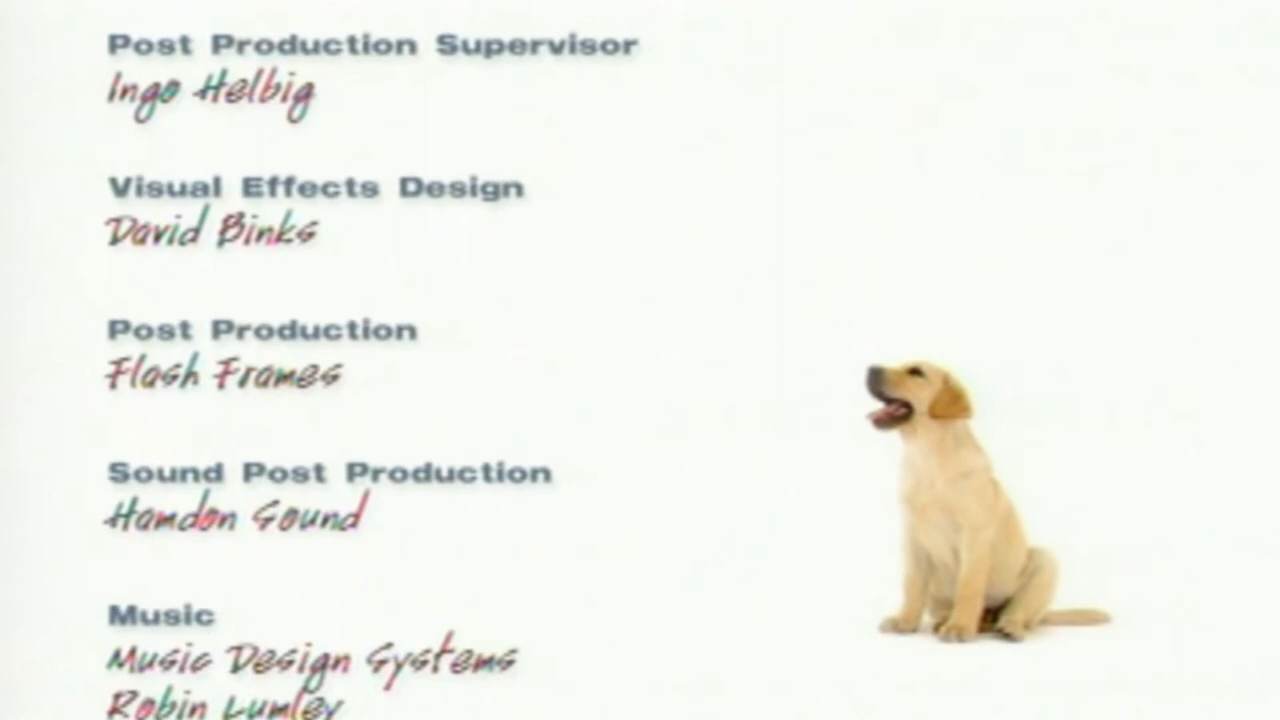 Post Production Supervisor
Ingo Helbig
Visual Effects Design
David Binks
Post Production
Flash Frames
Sound Post Production
Hamdon Sound
Music
Music Design Systems
Robin Lumley